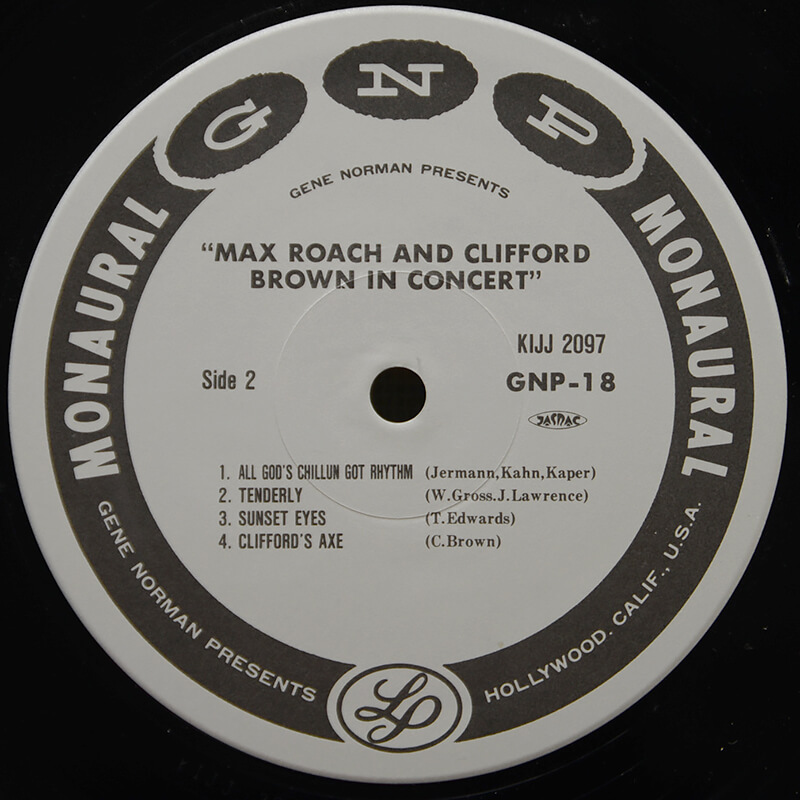 G N P
GENE NORMAN PRESENTS
"MAX ROACH AND CLIFFORD
BROWN IN CONCERT"
MONAURAL
MONAURAL
KIJJ 2097
Side 2
GNP-18
JASRAC
1. ALL GOD'S CHILLUN GOT RHYTHM (Jermann,Kahn,Kaper)
2. TENDERLY (W.Gross.J.Lawrence)
3. SUNSET EYES (T.Edwards)
4. CLIFFORD'S AXE (C.Brown)
GENE NORMAN PRESENTS
LP
HOLLYWOOD. CALIF., U.S.A.